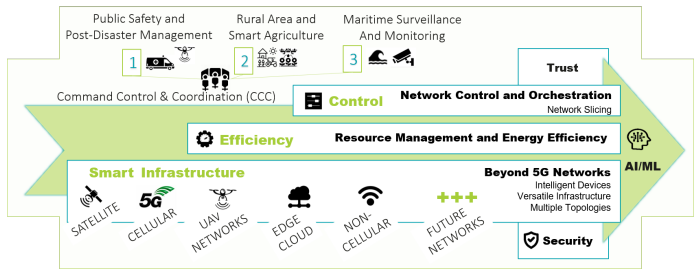 Public Safety and
Post-Disaster Management
1
Rural Area and
Smart Agriculture
2
Maritime Surveillance
And Monitoring
3
Trust
Command Control & Coordination (CCC)
Control
Network Control and Orchestration
Network Slicing
Efficiency
Resource Management and Energy Efficiency
AI/ML
Smart Infrastructure
Beyond 5G Networks
Intelligent Devices
Versatile Infrastructure
Multiple Topologies
SATELLITE
5G
CELLULAR
UAV
NETWORKS
EDGE
CLOUD
NON-
CELLULAR
+++
FUTURE
NETWORKS
Security